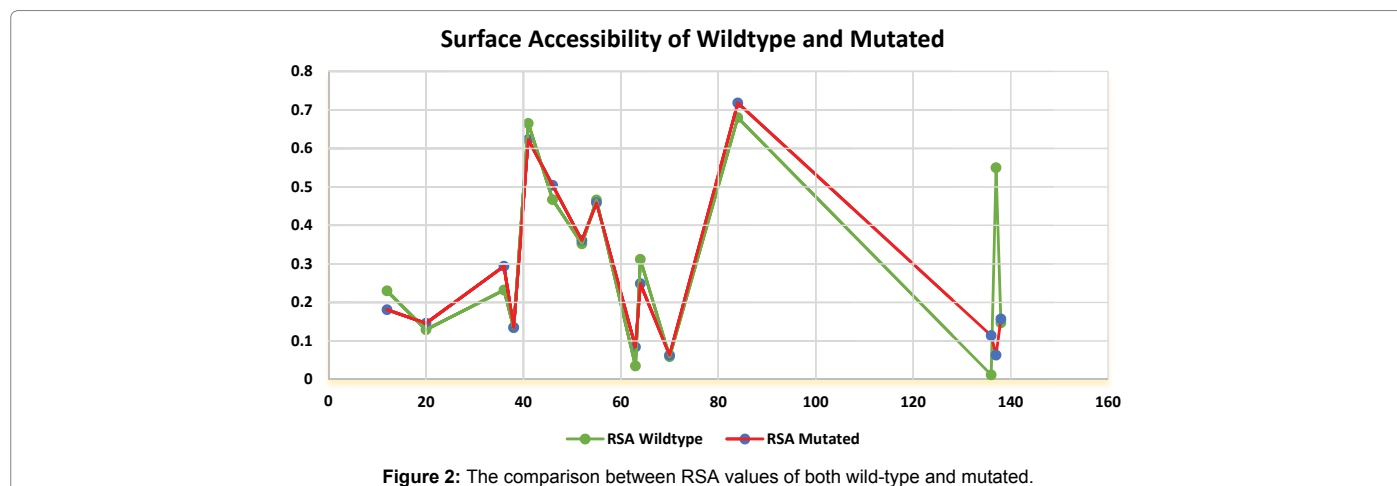 Surface Accessibility of Wildtype and Mutated
0.8
0.7
0.6
0.5
0.4
0.3
0.2
0.1
0
0 20 40 60 80 100 120 140 160
RSA Wildtype RSA Mutated
Figure 2: The comparison between RSA values of both wild-type and mutated.